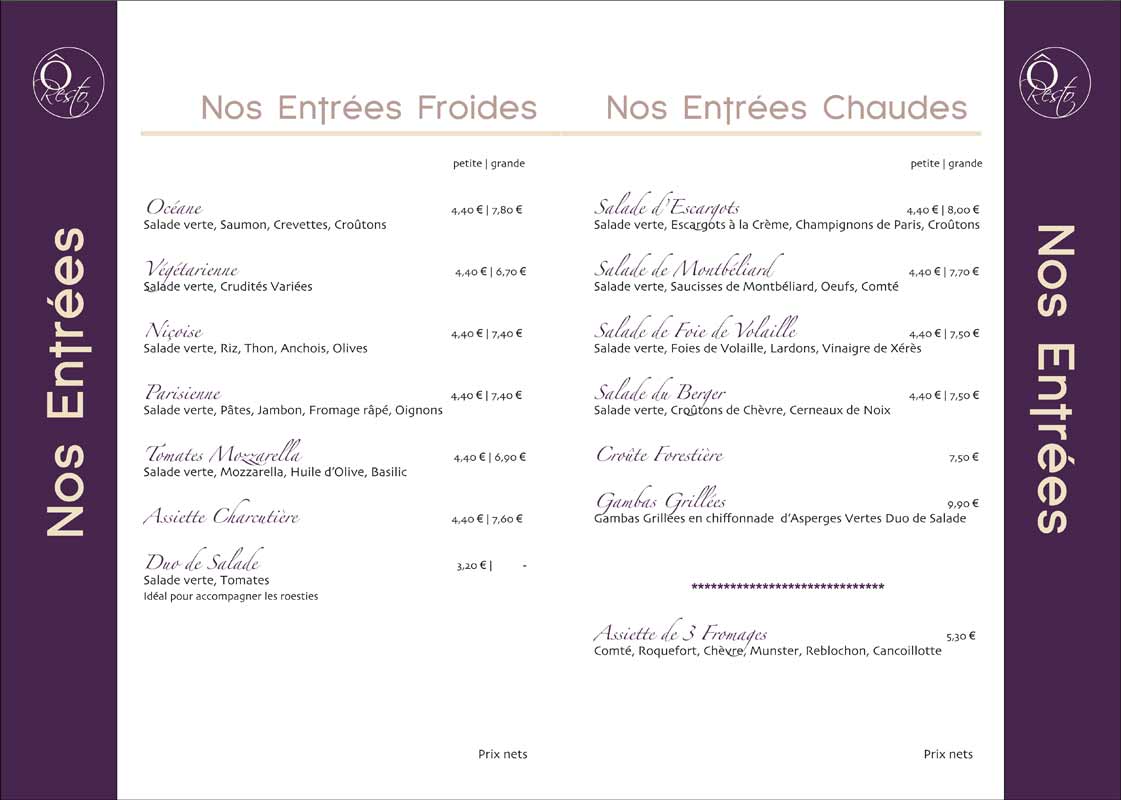 Ô
Resto
Nos Entrées
Nos Entrées Froides
petite | grande
Océane 4,40 € | 7,80 €
Salade verte, Saumon, Crevettes, Croûtons
Végétarienne 4,40 € | 6,70 €
Salade verte, Crudités Variées
Niçoise 4,40 € | 7,40 €
Salade verte, Riz, Thon, Anchois, Olives
Parisienne 4,40 € | 7,40 €
Salade verte, Pâtes, Jambon, Fromage râpé, Oignons
Tomates Mozzarella 4,40 € | 6,90 €
Salade verte, Mozzarella, Huile d'Olive, Basilic
Assiette Charcutière 4,40 € | 7,60 €
Duo de Salade 3,20 € | -
Salade verte, Tomates
Idéal pour accompagner les roesties
Prix nets
Nos Entrées Chaudes
petite | grande
Salade d'Escargots 4,40 € | 8,00 €
Salade verte, Escargots à la Crème, Champignons de Paris, Croûtons
Salade de Montbéliard 4,40 € | 7,70 €
Salade verte, Saucisses de Montbéliard, Oeufs, Comté
Salade de Foie de Volaille 4,40 € | 7,50 €
Salade verte, Foies de Volaille, Lardons, Vinaigre de Xérès
Salade du Berger 4,40 € | 7,50 €
Salade verte, Croûtons de Chèvre, Cerneaux de Noix
Croûte Forestière 7,50 €
Gambas Grillées 9,90 €
Gambas Grillées en chiffonnade d'Asperges Vertes Duo de Salade
******************************
Assiette de 3 Fromages 5,30 €
Comté, Roquefort, Chèvre, Munster, Reblochon, Cancoillotte
Prix nets
Ô
Resto
Nos Entrées